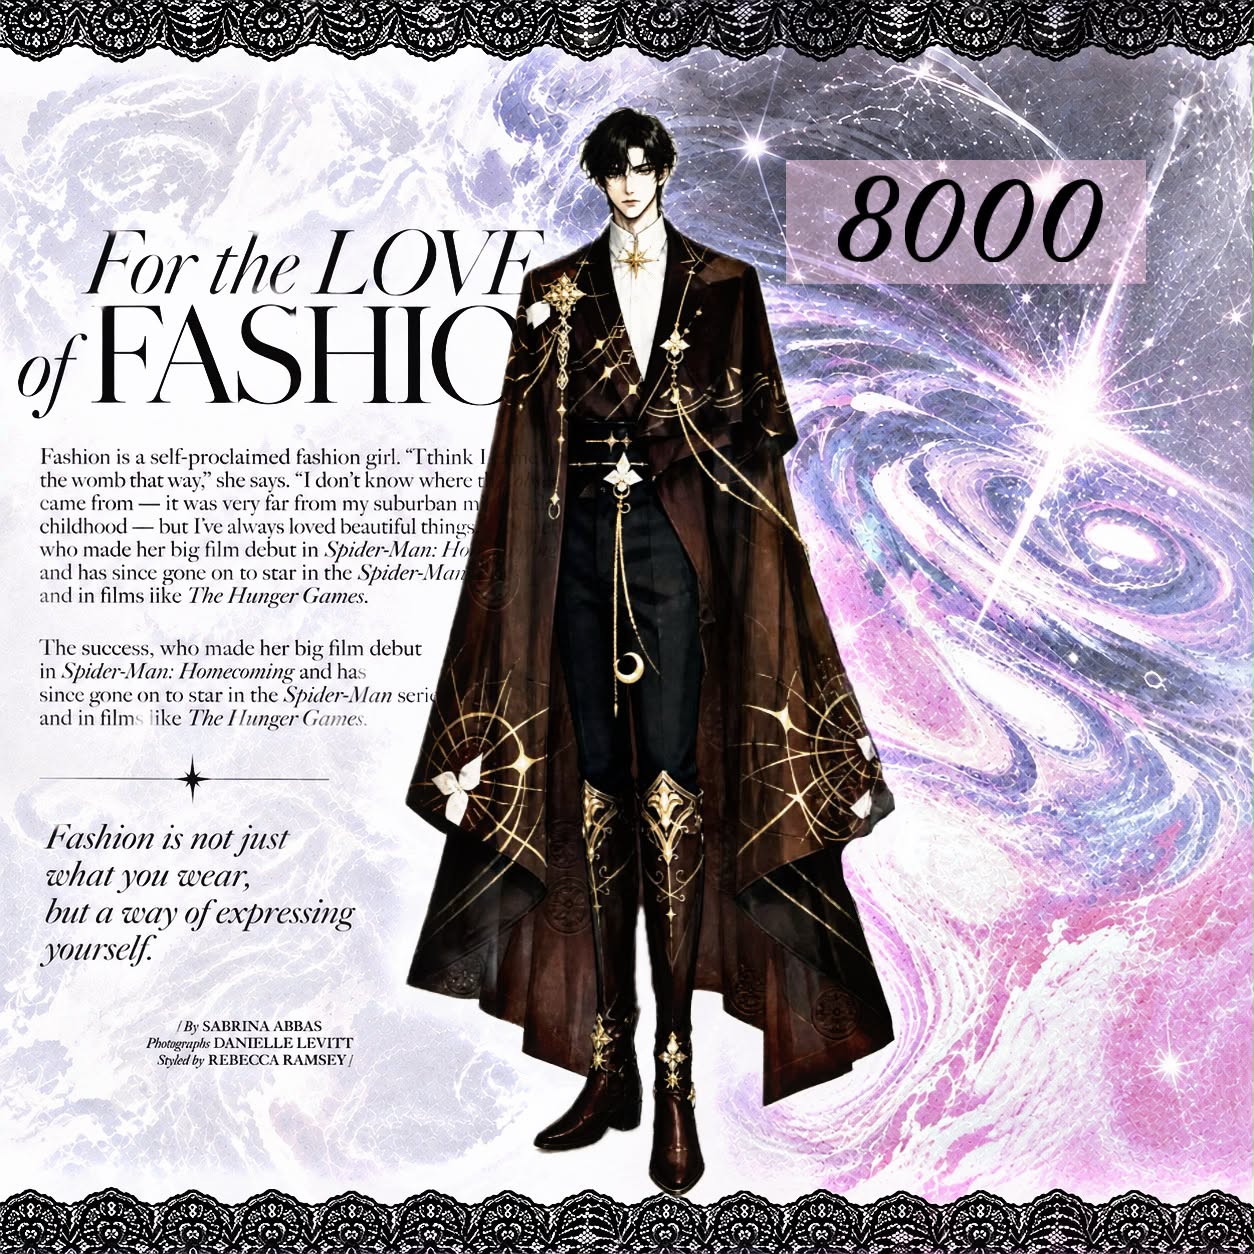 8000
For the LOVE
of FASHIO
Fashion is a self-proclaimed fashion girl. “Tthink I
the womb that way,” she says. “I don’t know where
came from — it was very far from my suburban
childhood — but I’ve always loved beautiful things
who made her big film debut in Spider-Man:
and has since gone on to star in the Spider-Man
and in films iike The Hunger Games.
The success, who made her big film debut
in Spider-Man: Homecoming and has
since gone on to star in the Spider-Man serie
and in films like The Hunger Games.
Fashion is not just
what you wear,
but a way of expressing
yourself.
/ By SABRINA ABBAS
Photographs DANIELLE LEVITT
Styled by REBECCA RAMSEY /